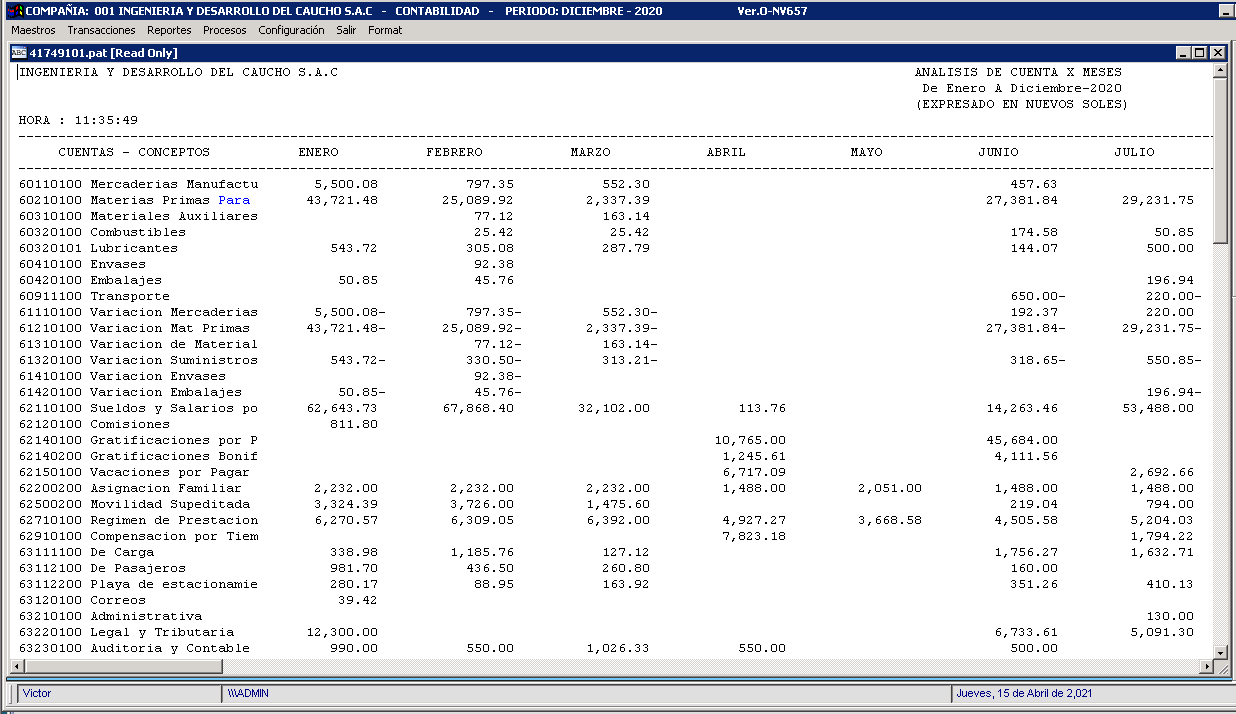 COMPAÑIA: 001 INGENIERIA Y DESARROLLO DEL CAUCHO S.A.C - CONTABILIDAD - PERIODO: DICIEMBRE - 2020 Ver.0-NV657
Maestros Transacciones Reportes Procesos Configuración Salir Format
ABC 41749101.pat [Read Only]
INGENIERIA Y DESARROLLO DEL CAUCHO S.A.C ANALISIS DE CUENTA X MESES
De Enero A Diciembre-2020
(EXPRESADO EN NUEVOS SOLES)
HORA : 11:35:49
CUENTAS - CONCEPTOS ENERO FEBRERO MARZO ABRIL MAYO JUNIO JULIO
60110100 Mercaderias Manufactu 5,500.08 797.35 552.30 457.63
60210100 Materias Primas Para 43,721.48 25,089.92 2,337.39 27,381.84 29,231.75
60310100 Materiales Auxiliares 77.12 163.14
60320100 Combustibles 25.42 25.42 174.58 50.85
60320101 Lubricantes 543.72 305.08 287.79 144.07 500.00
60410100 Envases 92.38
60420100 Embalajes 50.85 45.76 196.94
60911100 Transporte 650.00- 220.00-
61110100 Variacion Mercaderias 5,500.08- 797.35- 552.30- 192.37 220.00
61210100 Variacion Mat Primas 43,721.48- 25,089.92- 2,337.39- 27,381.84- 29,231.75-
61310100 Variacion de Material 77.12- 163.14-
61320100 Variacion Suministros 543.72- 330.50- 313.21- 318.65- 550.85-
61410100 Variacion Envases 92.38-
61420100 Variacion Embalajes 50.85- 45.76- 196.94-
62110100 Sueldos y Salarios po 62,643.73 67,868.40 32,102.00 113.76 14,263.46 53,488.00
62120100 Comisiones 811.80
62140100 Gratificaciones por P 10,765.00 45,684.00
62140200 Gratificaciones Bonif 1,245.61 4,111.56
62150100 Vacaciones por Pagar 6,717.09 2,692.66
62200200 Asignacion Familiar 2,232.00 2,232.00 2,232.00 1,488.00 2,051.00 1,488.00 1,488.00
62500200 Movilidad Supeditada 3,324.39 3,726.00 1,475.60 219.04 794.00
62710100 Regimen de Prestacion 6,270.57 6,309.05 6,392.00 4,927.27 3,668.58 4,505.58 5,204.03
62910100 Compensacion por Tiem 7,823.18 1,794.22
63111100 De Carga 338.98 1,185.76 127.12 1,756.27 1,632.71
63112100 De Pasajeros 981.70 436.50 260.80 160.00
63112200 Playa de estacionamie 280.17 88.95 163.92 351.26 410.13
63120100 Correos 39.42
63210100 Administrativa 130.00
63220100 Legal y Tributaria 12,300.00 6,733.61 5,091.30
63230100 Auditoria y Contable 990.00 550.00 1,026.33 550.00 500.00
Victor \\\ADMIN Jueves, 15 de Abril de 2,021